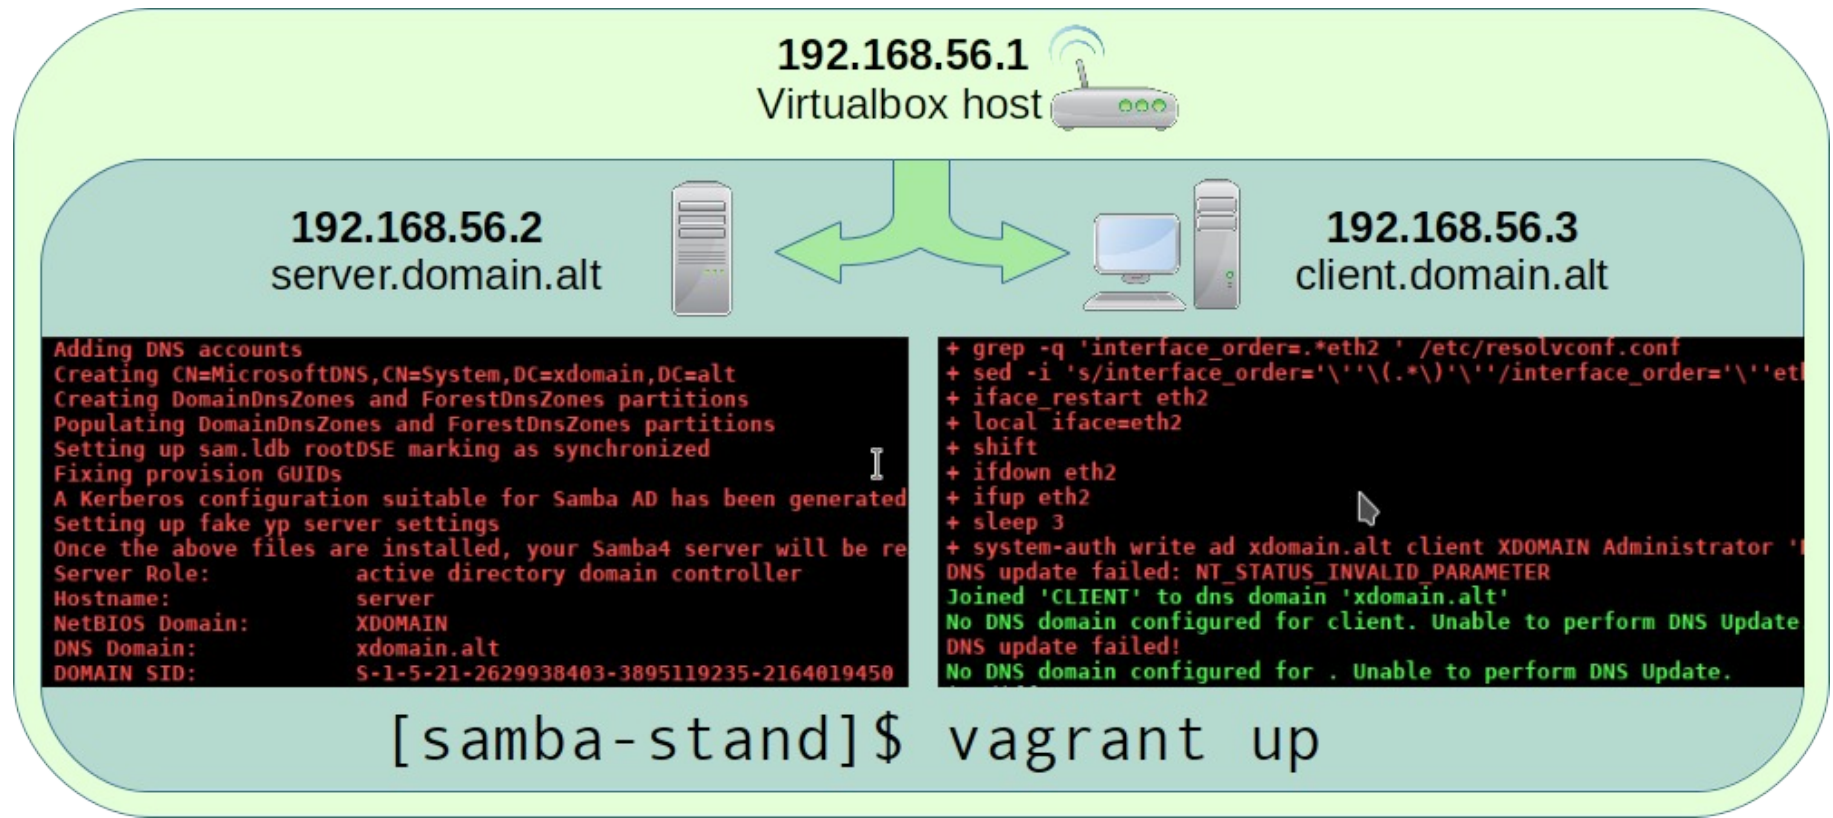 192.168.56.1
Virtualbox host
192.168.56.2
server.domain.alt
192.168.56.3
client.domain.alt
Adding DNS accounts
Creating CN=MicrosoftDNS,CN=System,DC=xdomain,DC=alt
Creating DomainDnsZones and ForestDnsZones partitions
Populating DomainDnsZones and ForestDnsZones partitions
Setting up sam.ldb rootDSE marking as synchronized
Fixing provision GUIDs
A Kerberos configuration suitable for Samba AD has been generated
Setting up fake yp server settings
Once the above files are installed, your Samba4 server will be re
Server Role: active directory domain controller
Hostname: server
NetBIOS Domain: XDOMAIN
DNS Domain: xdomain.alt
DOMAIN SID: S-1-5-21-2629938403-3895119235-2164019450
+ grep -q 'interface_order=.*eth2 ' /etc/resolvconf.conf
+ sed -i 's/interface_order='\''\(.*\)'\''/interface_order='\''et
+ iface_restart eth2
+ local iface=eth2
+ shift
+ ifdown eth2
+ ifup eth2
+ sleep 3
+ system-auth write ad xdomain.alt client XDOMAIN Administrator '
DNS update failed: NT_STATUS_INVALID_PARAMETER
Joined 'CLIENT' to dns domain 'xdomain.alt'
No DNS domain configured for client. Unable to perform DNS Update
DNS update failed!
No DNS domain configured for . Unable to perform DNS Update.
[samba-stand]$ vagrant up